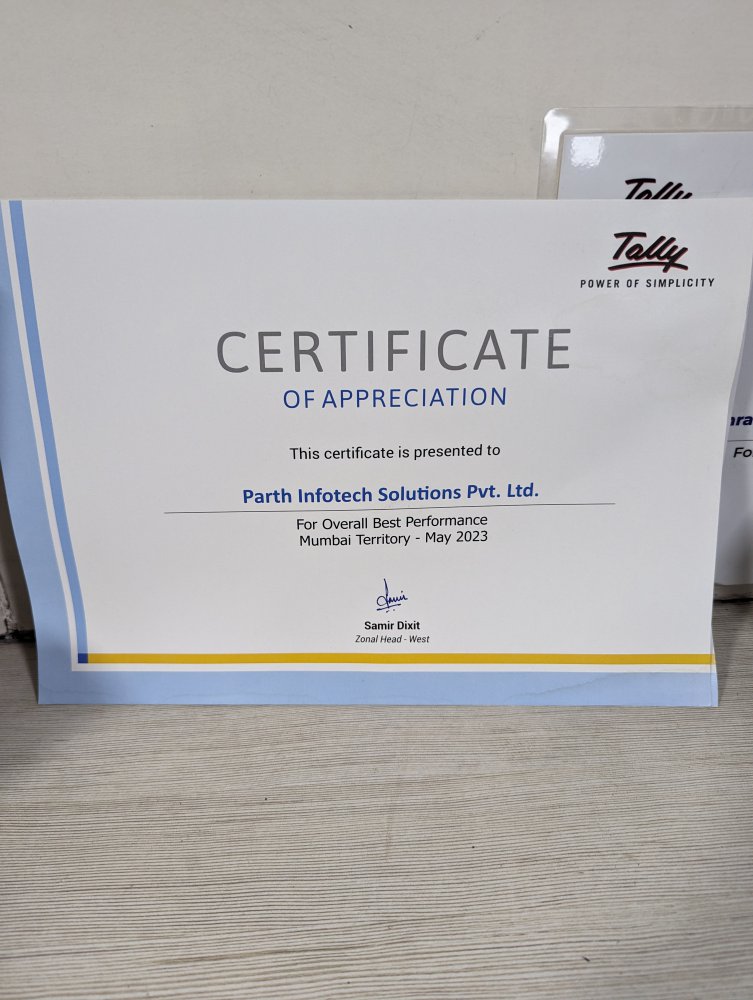 Tally
Tally
POWER OF SIMPLICITY
CERTIFICATE
OF APPRECIATION
This certificate is presented to
Parth Infotech Solutions Pvt. Ltd.
For Overall Best Performance
Mumbai Territory - May 2023
Samir Dixit
Zonal Head - West